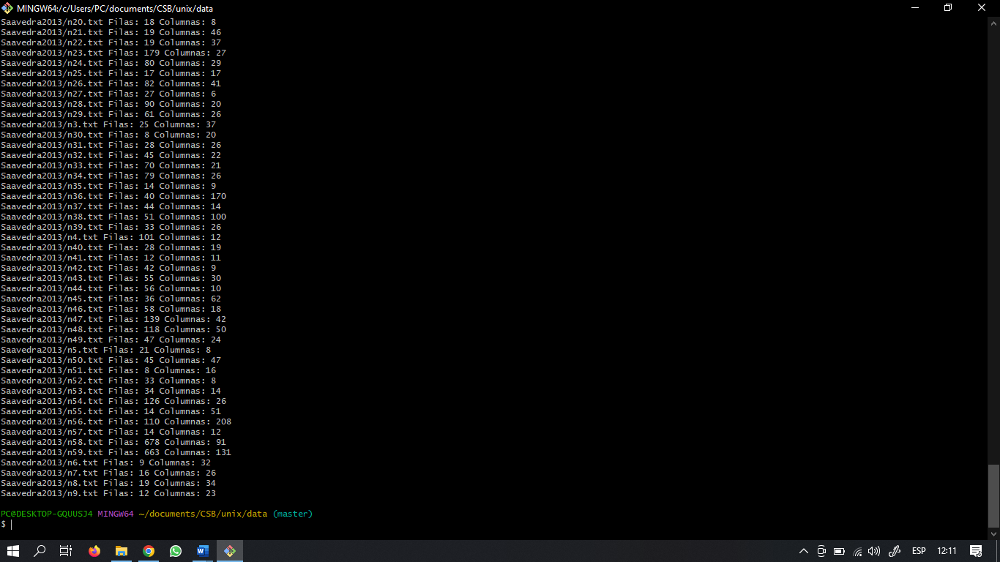 MINGW64:/c/Users/PC/documents/CSB/unix/data
Saavedra2013/n20.txt Filas: 18 Columnas: 8
Saavedra2013/n21.txt Filas: 19 Columnas: 46
Saavedra2013/n22.txt Filas: 19 Columnas: 37
Saavedra2013/n23.txt Filas: 179 Columnas: 27
Saavedra2013/n24.txt Filas: 80 Columnas: 29
Saavedra2013/n25.txt Filas: 17 Columnas: 17
Saavedra2013/n26.txt Filas: 82 Columnas: 41
Saavedra2013/n27.txt Filas: 27 Columnas: 6
Saavedra2013/n28.txt Filas: 90 Columnas: 20
Saavedra2013/n29.txt Filas: 61 Columnas: 26
Saavedra2013/n3.txt Filas: 25 Columnas: 37
Saavedra2013/n30.txt Filas: 8 Columnas: 20
Saavedra2013/n31.txt Filas: 28 Columnas: 26
Saavedra2013/n32.txt Filas: 45 Columnas: 22
Saavedra2013/n33.txt Filas: 70 Columnas: 21
Saavedra2013/n34.txt Filas: 79 Columnas: 26
Saavedra2013/n35.txt Filas: 14 Columnas: 9
Saavedra2013/n36.txt Filas: 40 Columnas: 170
Saavedra2013/n37.txt Filas: 44 Columnas: 14
Saavedra2013/n38.txt Filas: 51 Columnas: 100
Saavedra2013/n39.txt Filas: 33 Columnas: 26
Saavedra2013/n4.txt Filas: 101 Columnas: 12
Saavedra2013/n40.txt Filas: 28 Columnas: 19
Saavedra2013/n41.txt Filas: 12 Columnas: 11
Saavedra2013/n42.txt Filas: 42 Columnas: 9
Saavedra2013/n43.txt Filas: 55 Columnas: 30
Saavedra2013/n44.txt Filas: 56 Columnas: 10
Saavedra2013/n45.txt Filas: 36 Columnas: 62
Saavedra2013/n46.txt Filas: 58 Columnas: 18
Saavedra2013/n47.txt Filas: 139 Columnas: 42
Saavedra2013/n48.txt Filas: 118 Columnas: 50
Saavedra2013/n49.txt Filas: 47 Columnas: 24
Saavedra2013/n5.txt Filas: 21 Columnas: 8
Saavedra2013/n50.txt Filas: 45 Columnas: 47
Saavedra2013/n51.txt Filas: 8 Columnas: 16
Saavedra2013/n52.txt Filas: 33 Columnas: 8
Saavedra2013/n53.txt Filas: 34 Columnas: 14
Saavedra2013/n54.txt Filas: 126 Columnas: 26
Saavedra2013/n55.txt Filas: 14 Columnas: 51
Saavedra2013/n56.txt Filas: 110 Columnas: 208
Saavedra2013/n57.txt Filas: 14 Columnas: 12
Saavedra2013/n58.txt Filas: 678 Columnas: 91
Saavedra2013/n59.txt Filas: 663 Columnas: 131
Saavedra2013/n6.txt Filas: 9 Columnas: 32
Saavedra2013/n7.txt Filas: 16 Columnas: 26
Saavedra2013/n8.txt Filas: 19 Columnas: 34
Saavedra2013/n9.txt Filas: 12 Columnas: 23
PC@DESKTOP-GQUUSJ4 MINGW64 ~/documents/CSB/unix/data (master)
$
ESP 12:11